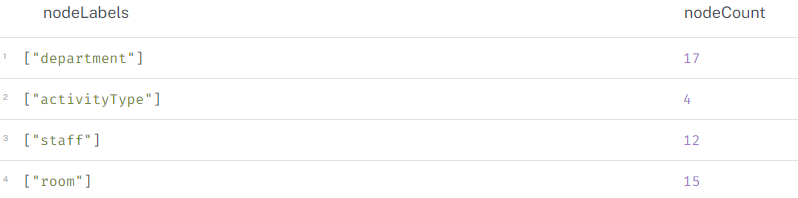 nodeLabels nodeCount
1 ["department"] 17
2 ["activityType"] 4
3 ["staff"] 12
4 ["room"] 15